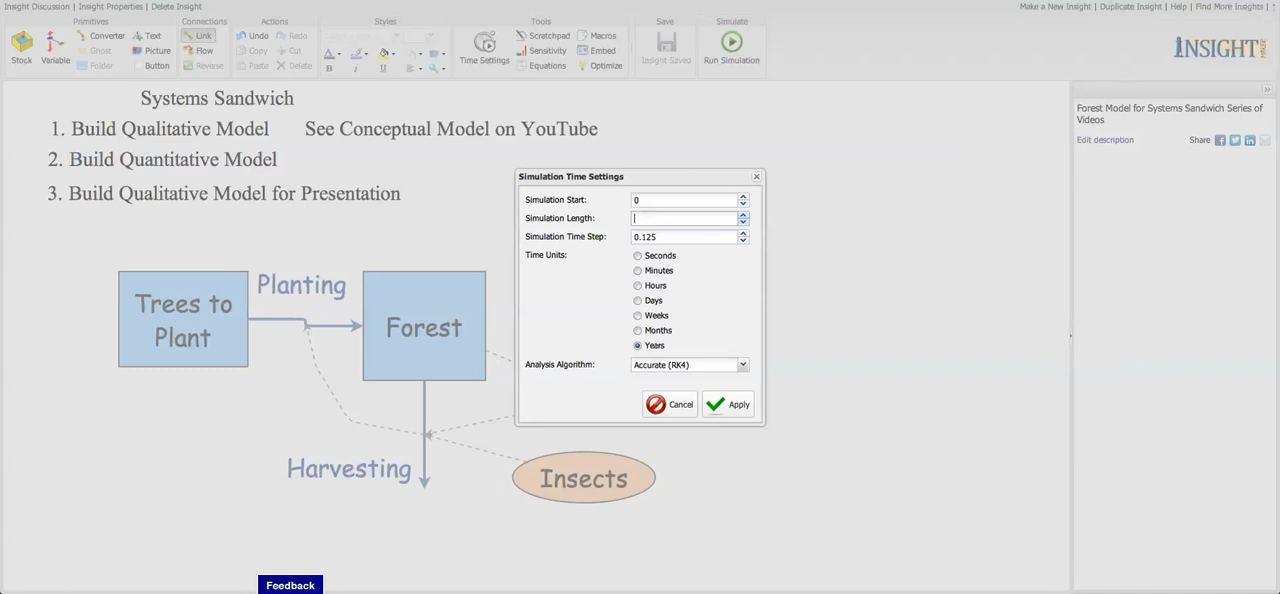 Insight Discussion | Insight Properties | Delete Insight
Make a New Insight | Duplicate Insight | Help | Find More Insights |
Primitives
Connections
Actions
Styles
Tools
Save
Simulate
Stock
Variable
Converter
Ghost
Folder
Text
Picture
Button
Link
Flow
Reverse
Undo
Redo
Copy
Cut
Paste
Delete
A
B
i
U
Time Settings
Scratchpad
Sensitivity
Equations
Macros
Embed
Optimize
Insight Saved
Run Simulation
INSIGHT
Systems Sandwich
1. Build Qualitative Model
See Conceptual Model on YouTube
2. Build Quantitative Model
3. Build Qualitative Model for Presentation
Trees to
Plant
Planting
Forest
Harvesting
Insects
Simulation Time Settings
Simulation Start:
0
Simulation Length:
Simulation Time Step:
0.125
Time Units:
Seconds
Minutes
Hours
Days
Weeks
Months
Years
Analysis Algorithm:
Accurate (RK4)
Cancel
Apply
Forest Model for Systems Sandwich Series of
Videos
Edit description
Share
Feedback